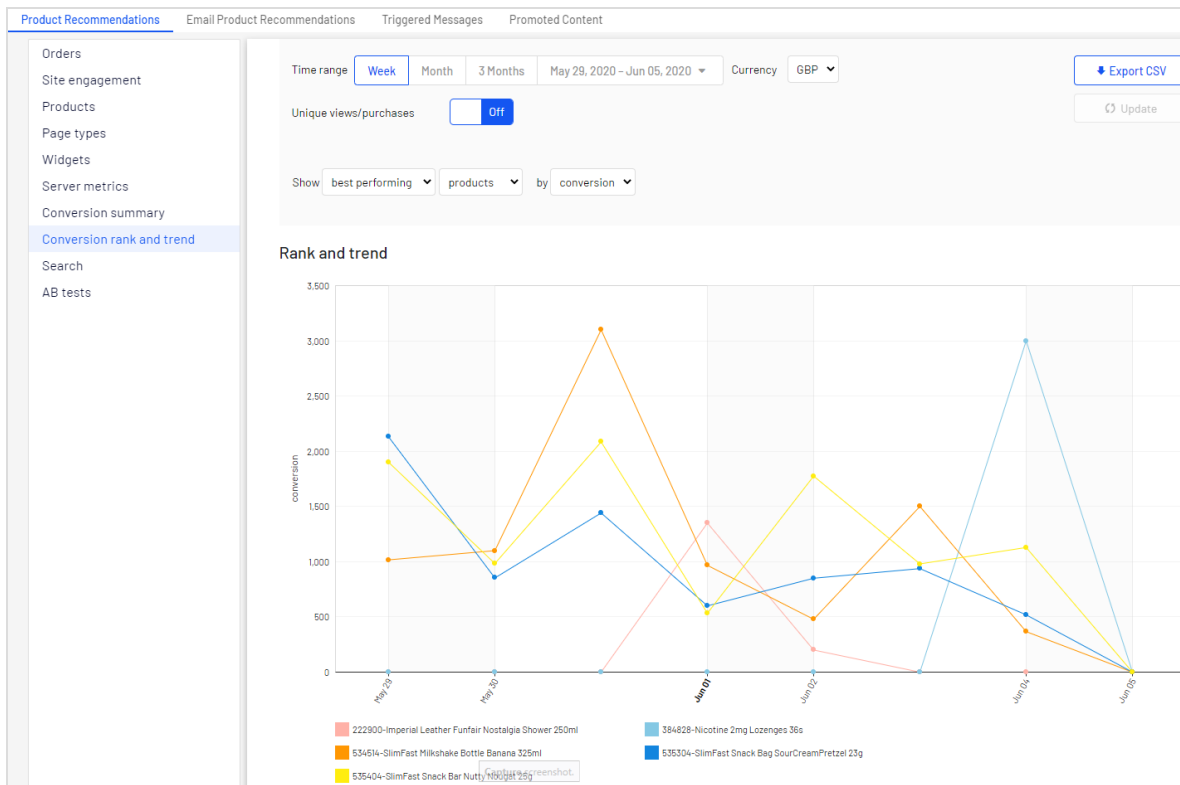 Product Recommendations Email Product Recommendations Triggered Messages Promoted Content
Orders
Site engagement
Products
Page types
Widgets
Server metrics
Conversion summary
Conversion rank and trend
Search
AB tests
Time range Week Month 3 Months May 29, 2020 – Jun 05, 2020 Currency GBP Export CSV
Unique views/purchases Off Update
Show best performing products by conversion
Rank and trend
3,500
3,000
2,500
2,000
1,500
1,000
500
0
conversion
May 29 May 30 Jun 01 Jun 02 Jun 04 Jun 05
222900-Imperial Leather Funfair Nostalgia Shower 250ml 384828-Nicotine 2mg Lozenges 36s
534514-SlimFast Milkshake Bottle Banana 325ml 535304-SlimFast Snack Bag SourCreamPretzel 23g
535404-SlimFast Snack Bar Nutty Nougat 25g
Capture screenshot.